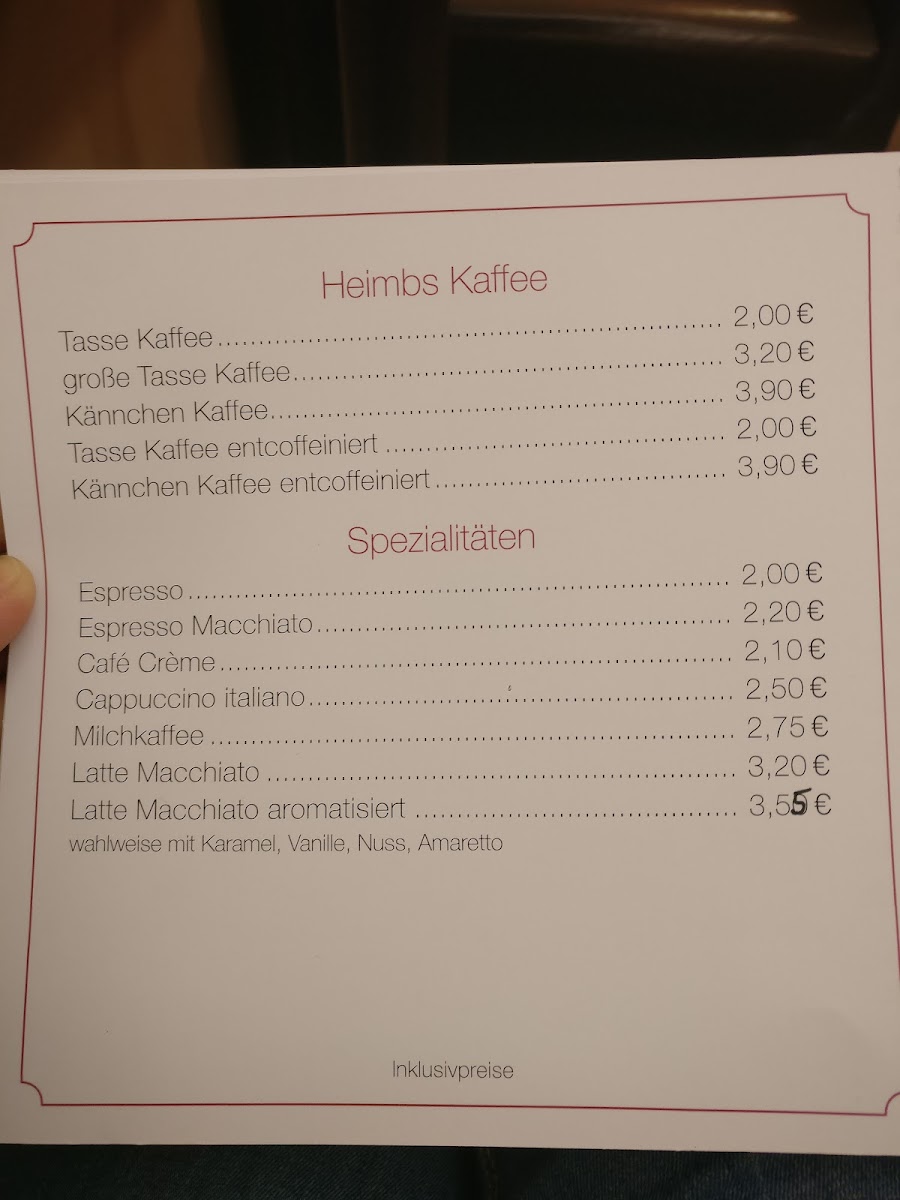 Heimbs Kaffee
Tasse Kaffee ........ 2,00 €
große Tasse Kaffee ........ 3,20 €
Kännchen Kaffee ........ 3,90 €
Tasse Kaffee entcoffeiniert ........ 2,00 €
Kännchen Kaffee entcoffeiniert ........ 3,90 €
Spezialitäten
Espresso ........ 2,00 €
Espresso Macchiato ........ 2,20 €
Café Crème ........ 2,10 €
Cappuccino italiano ........ 2,50 €
Milchkaffee ........ 2,75 €
Latte Macchiato ........ 3,20 €
Latte Macchiato aromatisiert ........ 3,55 €
wahlweise mit Karamel, Vanille, Nuss, Amaretto
Inklusivpreise